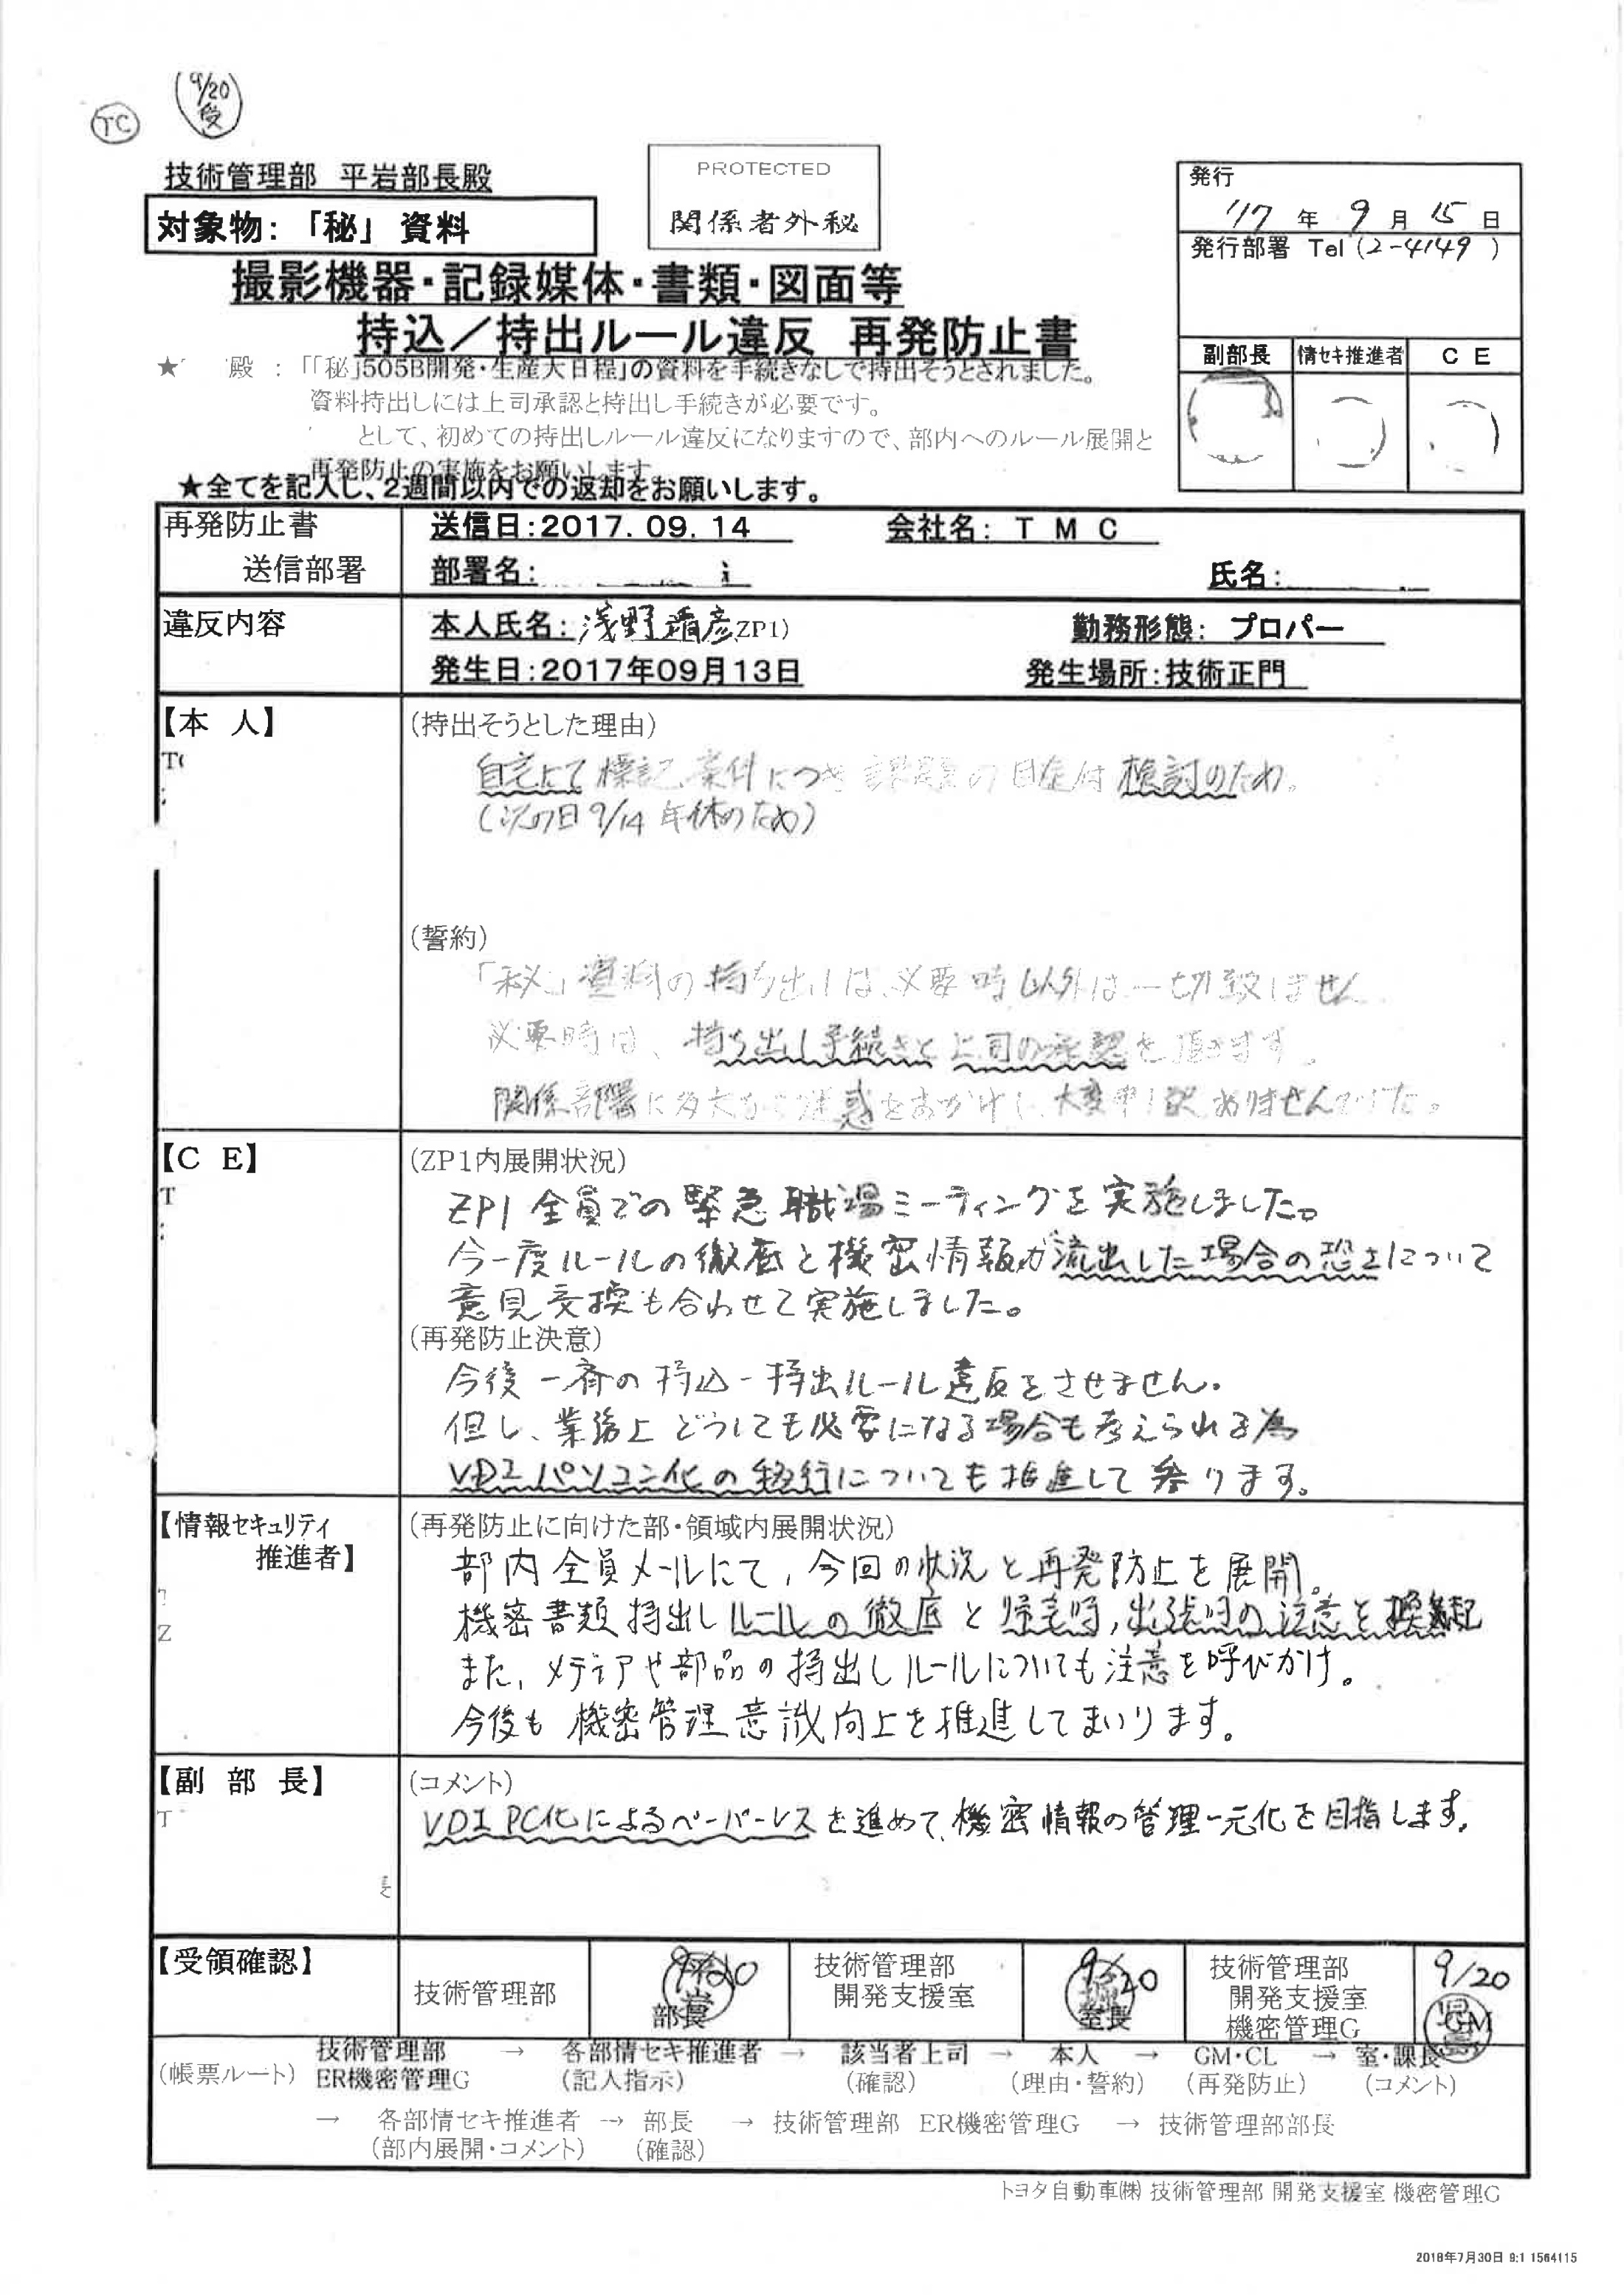 9/20
受
TC
技術管理部 平岩部長殿
対象物:「秘」資料
PROTECTED
関係者外秘
発行
'17 年 9 月 15 日
発行部署 Tel (2-4149 )
撮影機器・記録媒体・書類・図面等
持込／持出ルール違反 再発防止書
副部長 情セキ推進者 C E
★ 殿 : 「「秘」505B開発・生産大日程」の資料を手続きなしで持出そうとされました。
資料持出しには上司承認と持出し手続きが必要です。
として、初めての持出しルール違反になりますので、部内へのルール展開と
再発防止の実施をお願いします。
★全てを記入し、2週間以内での返却をお願いします。
再発防止書
送信部署
送信日:2017. 09. 14 会社名: T M C
部署名: 氏名:
違反内容
本人氏名: 浅野靖彦 ZP1) 勤務形態: プロパー
発生日:2017年09月13日 発生場所:技術正門
【本 人】
(持出そうとした理由)
自宅にて標記案件につき課題の日程付検討のため。
(次の日 9/14 年休のため)
(誓約)
「秘」資料の持ち出しは、必要時以外は一切致しません
必要時は、持ち出し手続きと上司の承認を頂きます。
関係部署に多大なご迷惑をおかけし、大変申し訳ありませんでした。
【C E】
(ZP1内展開状況)
ZP1 全員での緊急職場ミーティングを実施しました。
今一度ルールの徹底と機密情報が流出した場合の恐さについて
意見交換も合わせて実施しました。
(再発防止決意)
今後一斉の持込-持出ルール違反をさせません。
但し、業務上どうしても必要になる場合も考えられる為
VDIパソコン化の移行についても推進して参ります。
【情報セキュリティ
推進者】
(再発防止に向けた部・領域内展開状況)
部内全員メールにて、今回の状況と再発防止を展開。
機密書類持出しルールの徹底と帰宅時,出張時の注意を喚起
また、メディアや部品の持出しルールについても注意を呼びかけ。
今後も機密管理意識向上を推進してまいります。
【副 部 長】
(コメント)
VDI PC化によるペーパーレスを進めて、機密情報の管理一元化を目指します。
【受領確認】
技術管理部 9/20 部長
技術管理部
開発支援室 9/20 室長
技術管理部
開発支援室
機密管理G 9/20 GM
(帳票ルート) 技術管理部 → 各部情セキ推進者 → 該当者上司 → 本人 → GM・CL → 室・課長
ER機密管理G (記入指示) (確認) (理由・誓約) (再発防止) (コメント)
→ 各部情セキ推進者 → 部長 → 技術管理部 ER機密管理G → 技術管理部部長
(部内展開・コメント) (確認)
トヨタ自動車㈱ 技術管理部 開発支援室 機密管理G
2018年7月30日 9:1 1564115